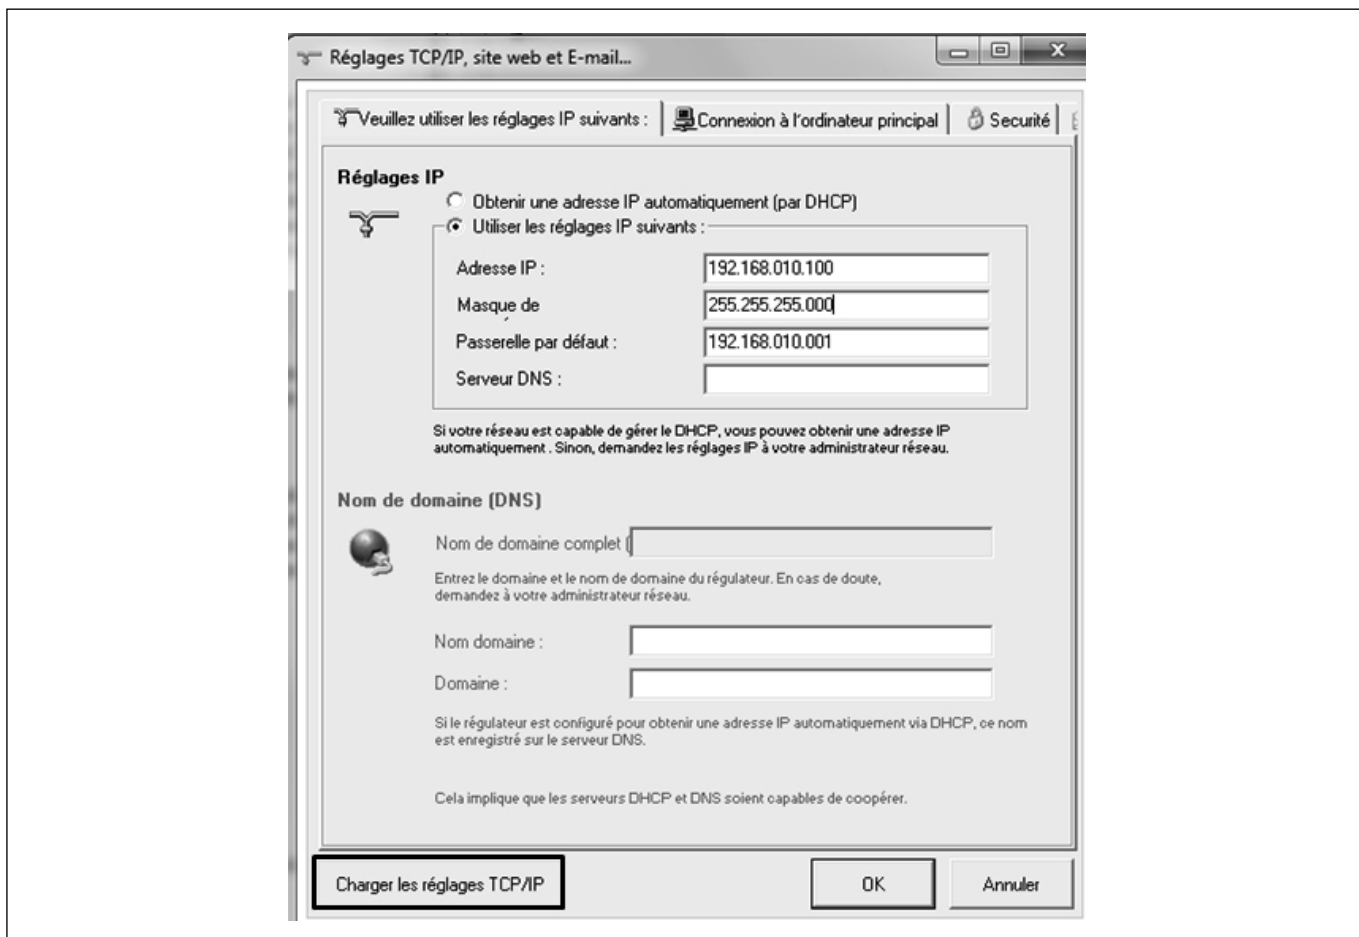 Réglages TCP/IP, site web et E-mail...
Veuillez utiliser les réglages IP suivants :
Connexion à l'ordinateur principal
Securité
Réglages IP
Obtenir une adresse IP automatiquement (par DHCP)
Utiliser les réglages IP suivants :
Adresse IP : 192.168.010.100
Masque de 255.255.255.000
Passerelle par défaut : 192.168.010.001
Serveur DNS :
Si votre réseau est capable de gérer le DHCP, vous pouvez obtenir une adresse IP
automatiquement . Sinon, demandez les réglages IP à votre administrateur réseau.
Nom de domaine (DNS)
Nom de domaine complet (
Entrez le domaine et le nom de domaine du régulateur. En cas de doute,
demandez à votre administrateur réseau.
Nom domaine :
Domaine :
Si le régulateur est configuré pour obtenir une adresse IP automatiquement via DHCP, ce nom
est enregistré sur le serveur DNS.
Cela implique que les serveurs DHCP et DNS soient capables de coopérer.
Charger les réglages TCP/IP
OK
Annuler